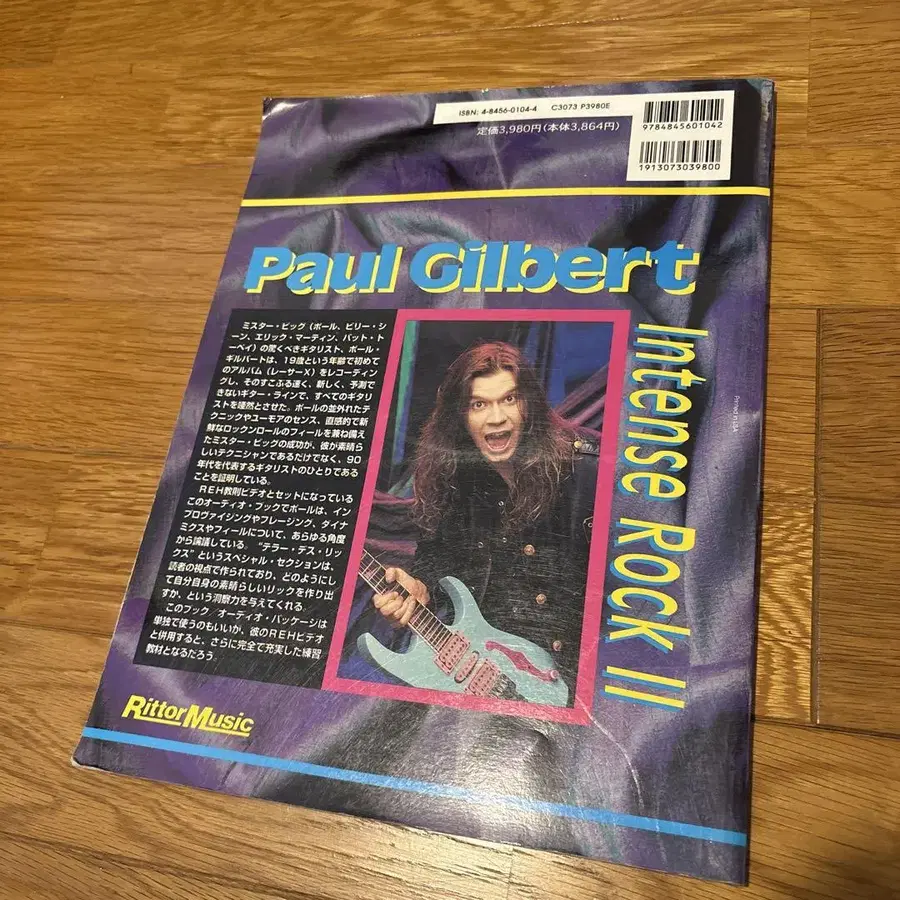 ISBN: 4-8456-0104-4 C3073 P3980E
定価3,980円(本体3,864円)
9784845601042
1913073039800
Paul Gilbert
Intense Rock II
Printed in USA
ミスター・ビッグ(ポール、ビリー・シ
ーン、エリック・マーティン、パット・ト
ーペイ)の驚くべきギタリスト、ポール・
ギルバートは、19歳という年齢で初めて
のアルバム(レーサーX)をレコーディン
グし、そのすこぶる速く、新しく、予測で
きないギター・ラインで、すべてのギタリ
ストを唖然とさせた。ポールの並外れたテ
クニックやユーモアのセンス、直感的で新
鮮なロックンロールのフィールを兼ね備え
たミスター・ビッグの成功が、彼が素晴ら
しいテクニシャンであるだけでなく、90
年代を代表するギタリストのひとりである
ことを証明している。
REH教則ビデオとセットになっている
このオーディオ・ブックでポールは、イン
プロヴァイジングやフレージング、ダイナ
ミクスやフィールについて、あらゆる角度
から論議している。“テラー・デス・リッ
クス”というスペシャル・セクションは、
読者の視点で作られており、どのようにし
て自分自身の素晴らしいリックを作り出
すか、という洞察力を与えてくれる。
このブック/オーディオ・パッケージは
単独で使うのもいいが、彼のREHビデオ
と併用すると、さらに完全で充実した練習
教材となるだろう。
RittorMusic